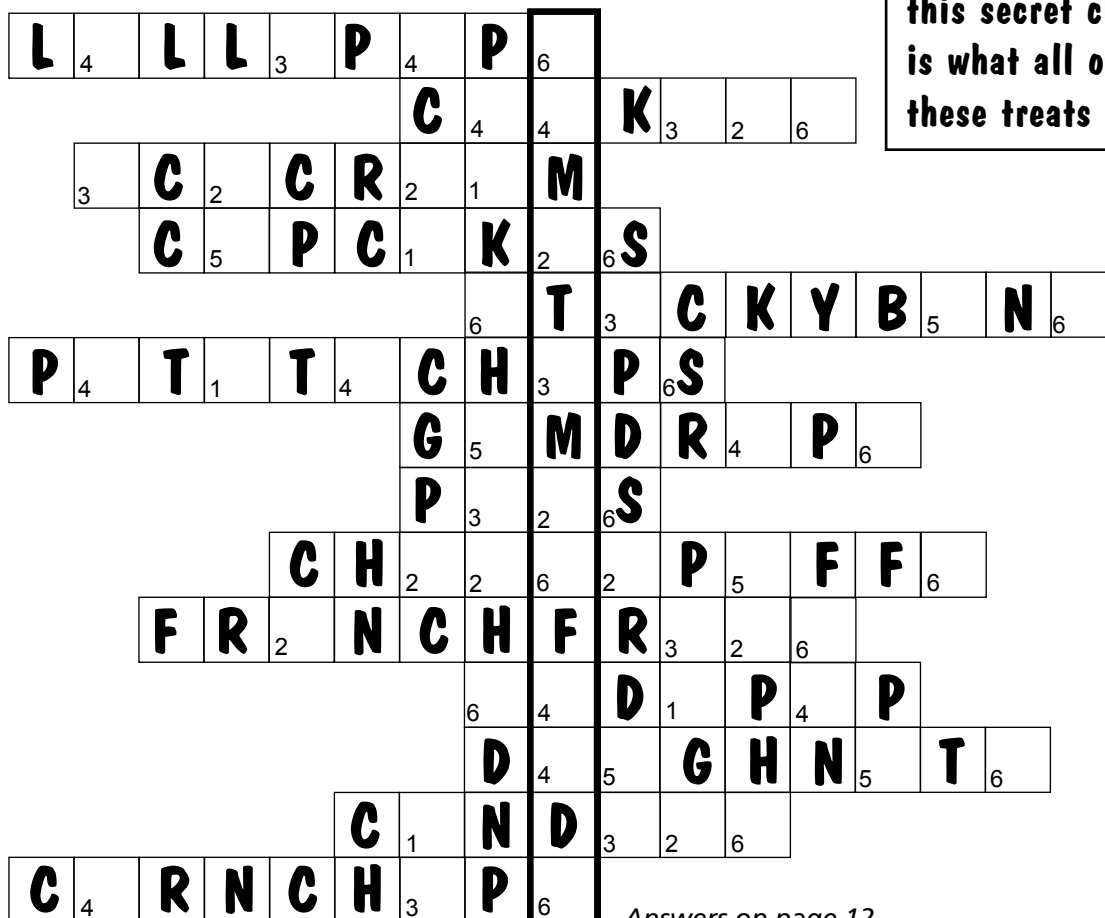 this secret c
is what all o
these treats
L 4 L L 3 P 4 P 6
C 4 4 K 3 2 6
3 C 2 C R 2 1 M
C 5 P C 1 K 2 6 S
6 T 3 C K Y B 5 N 6
P 4 T 1 T 4 C H 3 P 6 S
G 5 M D R 4 P 6
P 3 2 6 S
C H 2 2 6 2 P 5 F F 6
F R 2 N C H F R 3 2 6
6 4 D 1 P 4 P
D 4 5 G H N 5 T 6
C 1 N D 3 2 6
C 4 R N C H 3 P 6
Answers on page 12